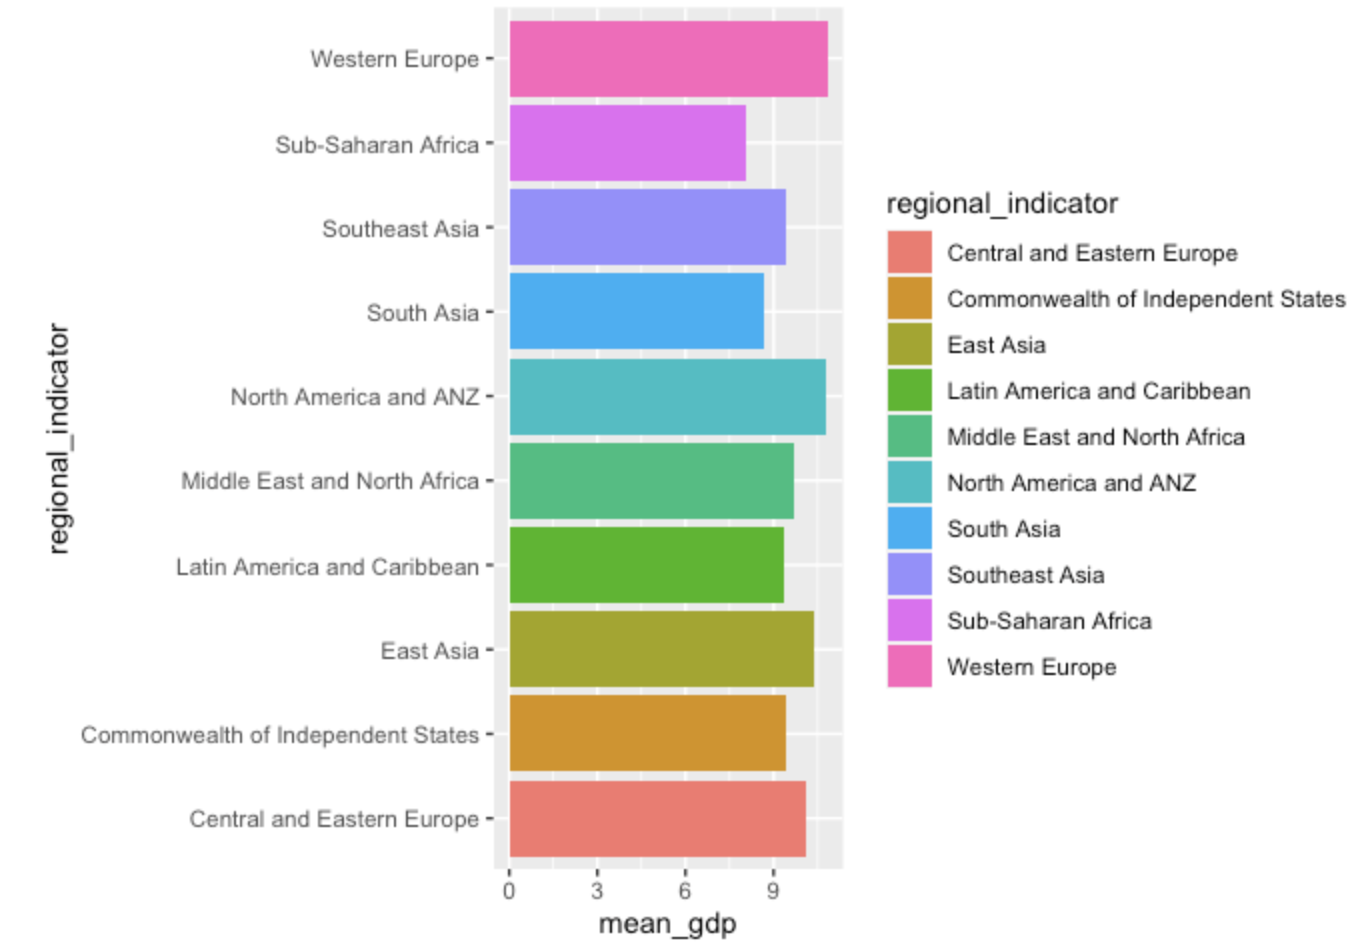 Western Europe
Sub-Saharan Africa
Southeast Asia
South Asia
North America and ANZ
Middle East and North Africa
Latin America and Caribbean
East Asia
Commonwealth of Independent States
Central and Eastern Europe
regional_indicator
0 3 6 9
mean_gdp
regional_indicator
Central and Eastern Europe
Commonwealth of Independent States
East Asia
Latin America and Caribbean
Middle East and North Africa
North America and ANZ
South Asia
Southeast Asia
Sub-Saharan Africa
Western Europe